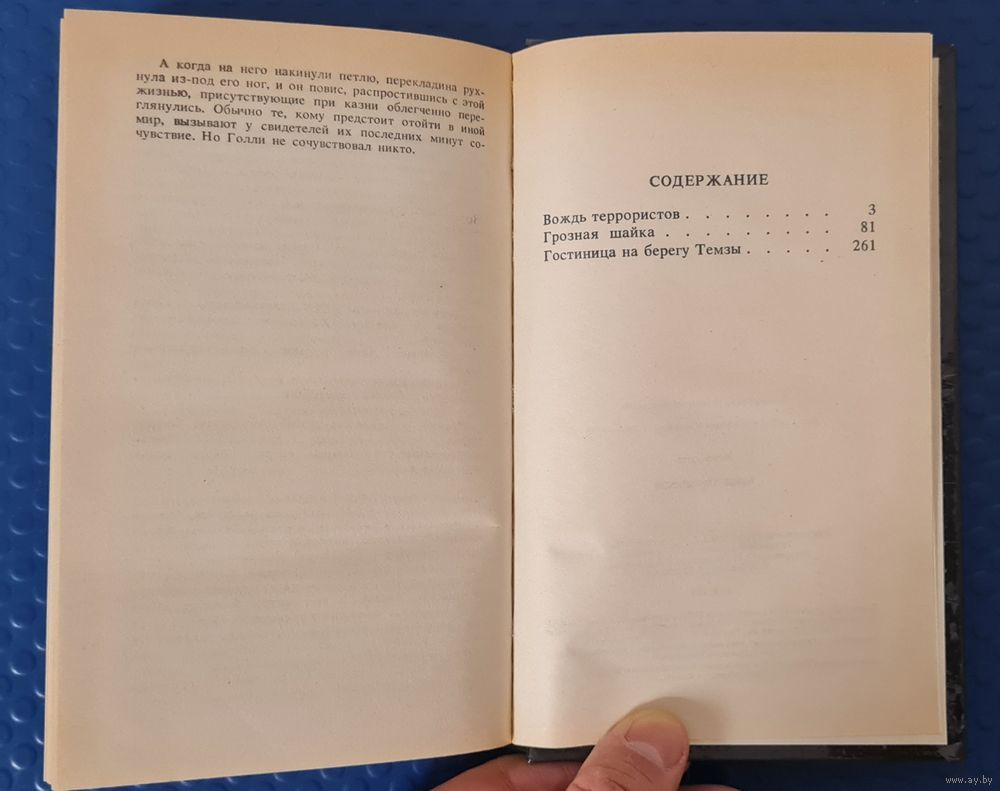 А когда на него накинули петлю, перекладина рух-
нула из-под его ног, и он повис, распростившись с этой
жизнью, присутствующие при казни облегченно пере-
глянулись. Обычно те, кому предстоит отойти в иной
мир, вызывают у свидетелей их последних минут со-
чувствие. Но Голли не сочувствовал никто.
СОДЕРЖАНИЕ
Вождь террористов . . . . . . . . 3
Грозная шайка . . . . . . . . . 81
Гостиница на берегу Темзы . . . . . 261
www.ay.by